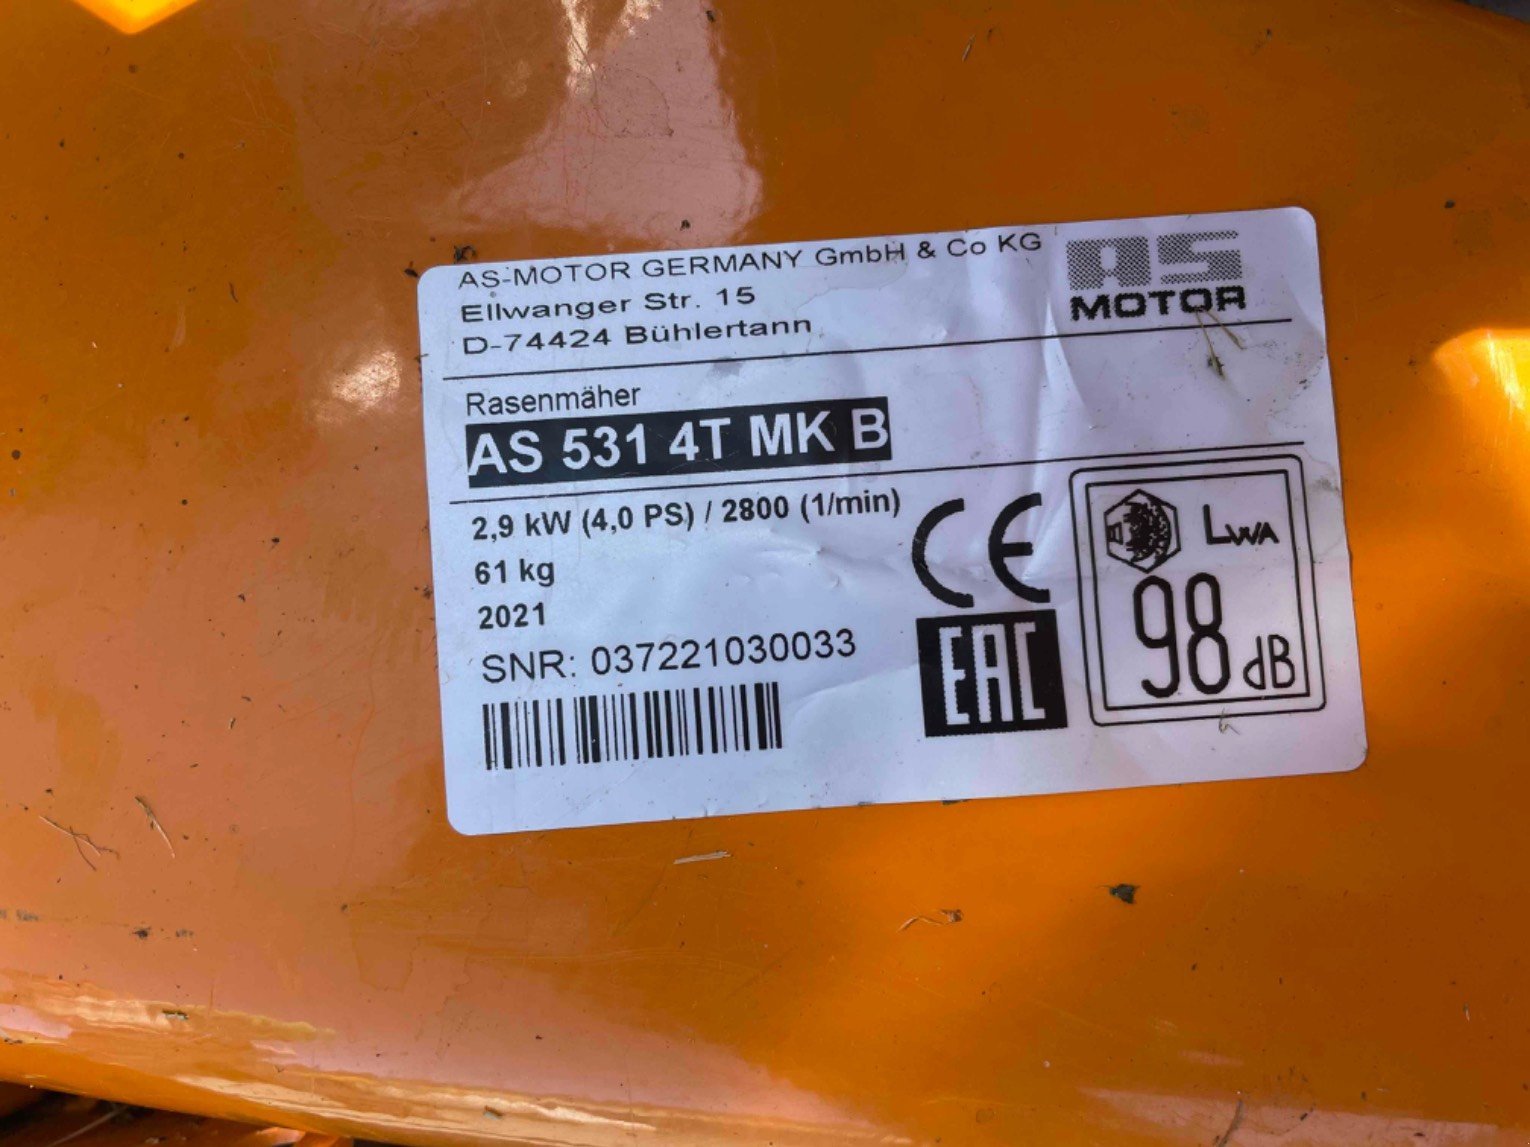 AS-MOTOR GERMANY GmbH & Co KG
Ellwanger Str. 15
D-74424 Bühlertann
AS
MOTOR
Rasenmäher
AS 531 4T MK B
2,9 kW (4,0 PS) / 2800 (1/min)
61 kg
2021
SNR: 037221030033
CE
EAC
LWA
98 dB